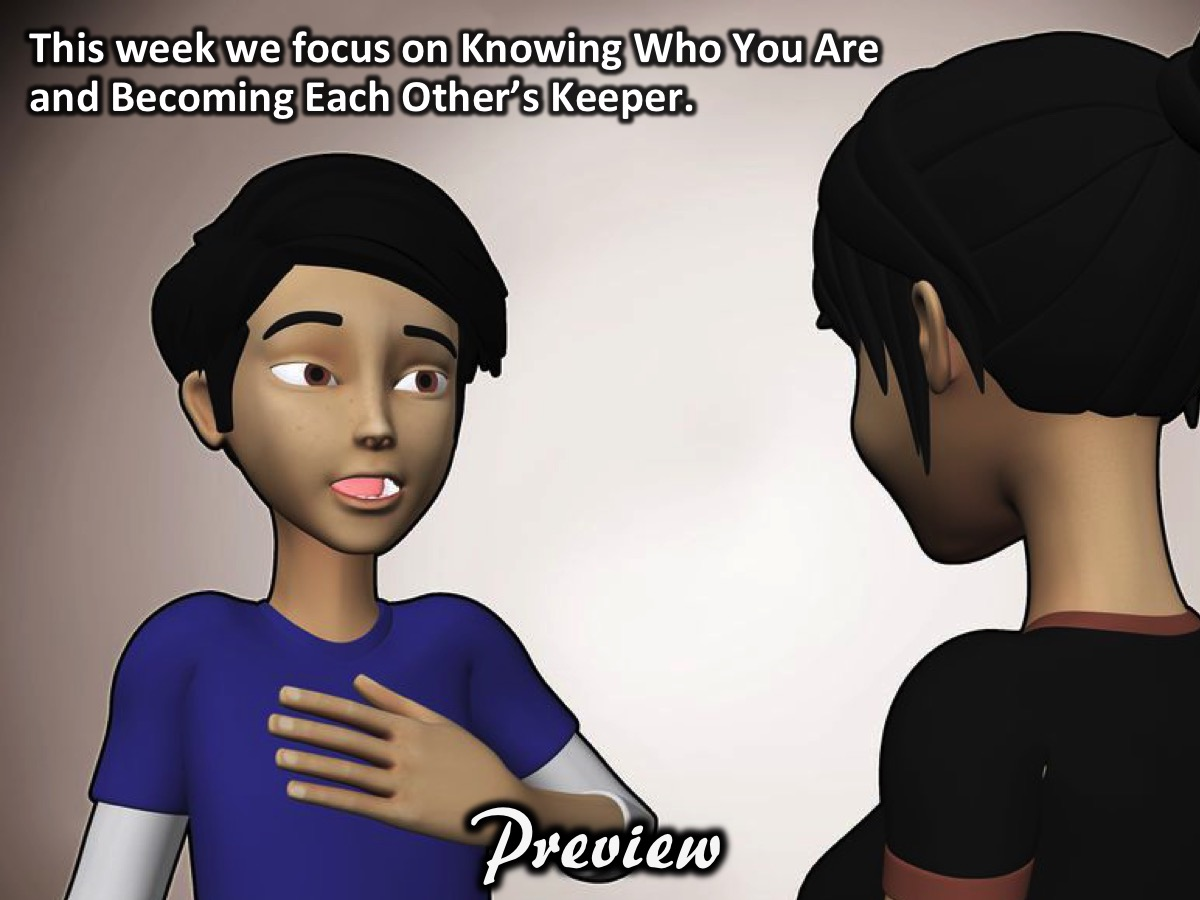 This week we focus on Knowing Who You Are
and Becoming Each Other’s Keeper.
Preview